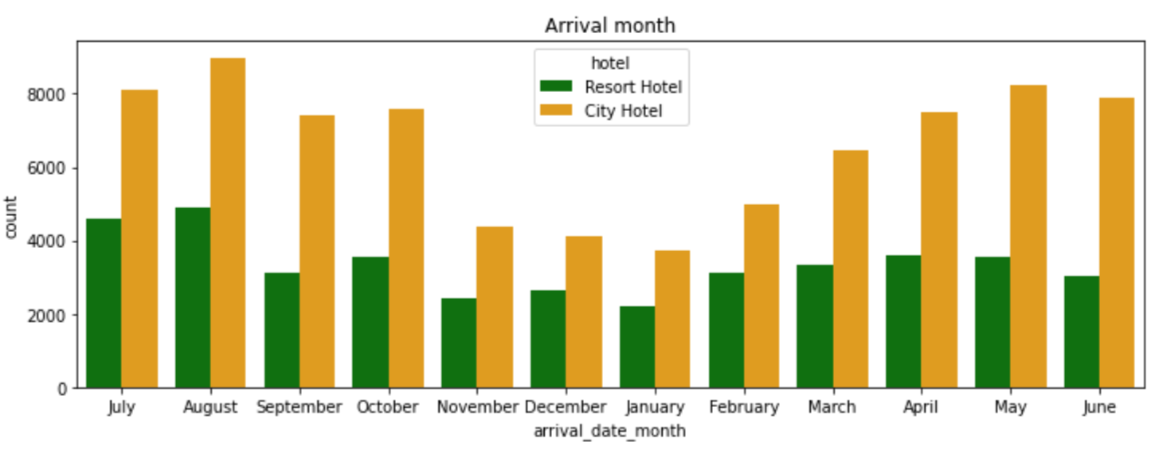 Arrival month
hotel
Resort Hotel
City Hotel
count
8000
6000
4000
2000
0
July August September October November December January February March April May June
arrival_date_month